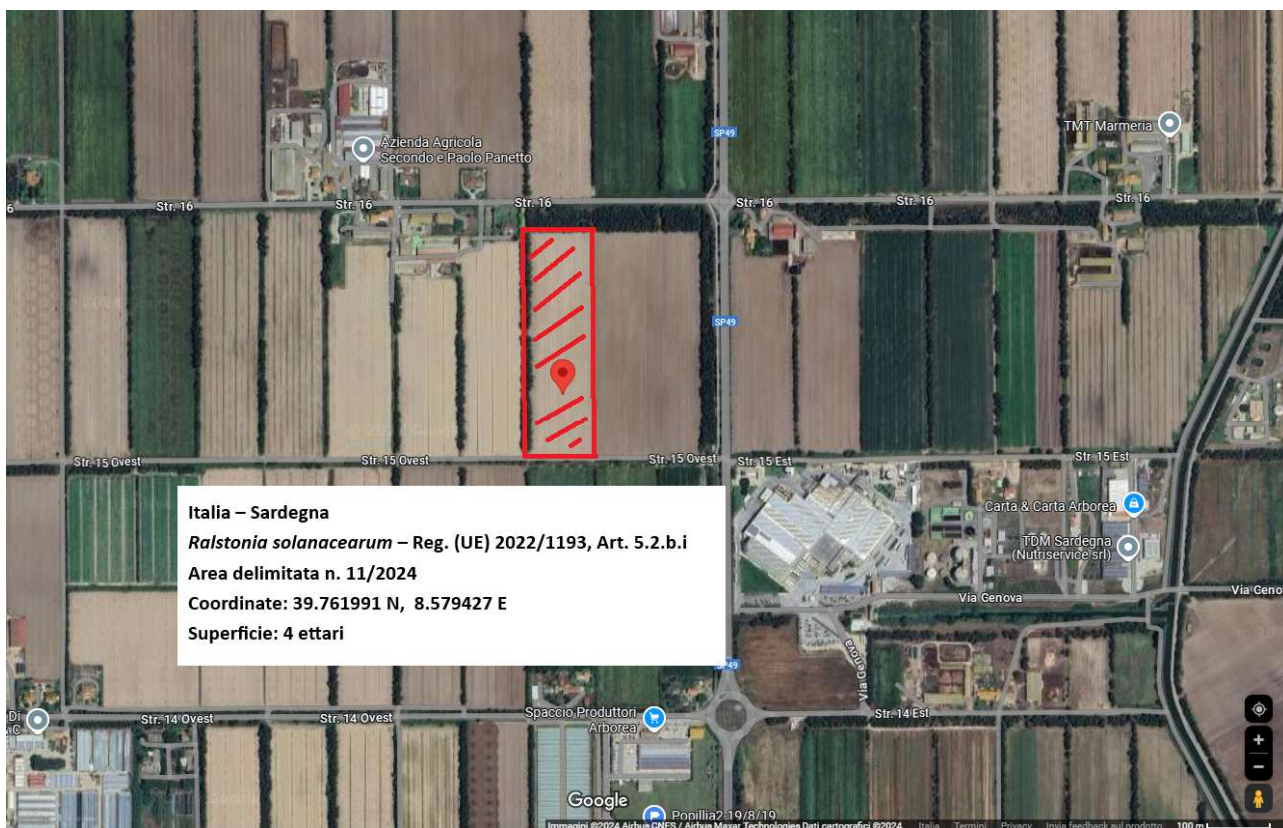 SP49
TMT Marmeria
Azienda Agricola
Secondo e Paolo Panetto
6
Str. 16
Str. 16
Str. 16
Str. 16
Str. 16
Str. 16
SP49
Str. 15 Ovest
Str. 15 Ovest
Str. 15 Ovest
Str. 15 Est
Str. 15 Est
Italia – Sardegna
Ralstonia solanacearum – Reg. (UE) 2022/1193, Art. 5.2.b.i
Area delimitata n. 11/2024
Coordinate: 39.761991 N, 8.579427 E
Superficie: 4 ettari
Carta & Carta Arborea
TDM Sardegna
(Nutriservice srl)
Via Genova
Via Geno
Via Genova
SP49
Di
C
Str. 14 Ovest
Str. 14 Ovest
Spaccio Produttori
Arborea
Str. 14 Est
Google
Popillia2-19/8/19
Immagini ©2024 Airbus, CNES / Airbus, Maxar Technologies, Dati cartografici ©2024 Italia Termini Privacy Invia feedback sul prodotto 100 m